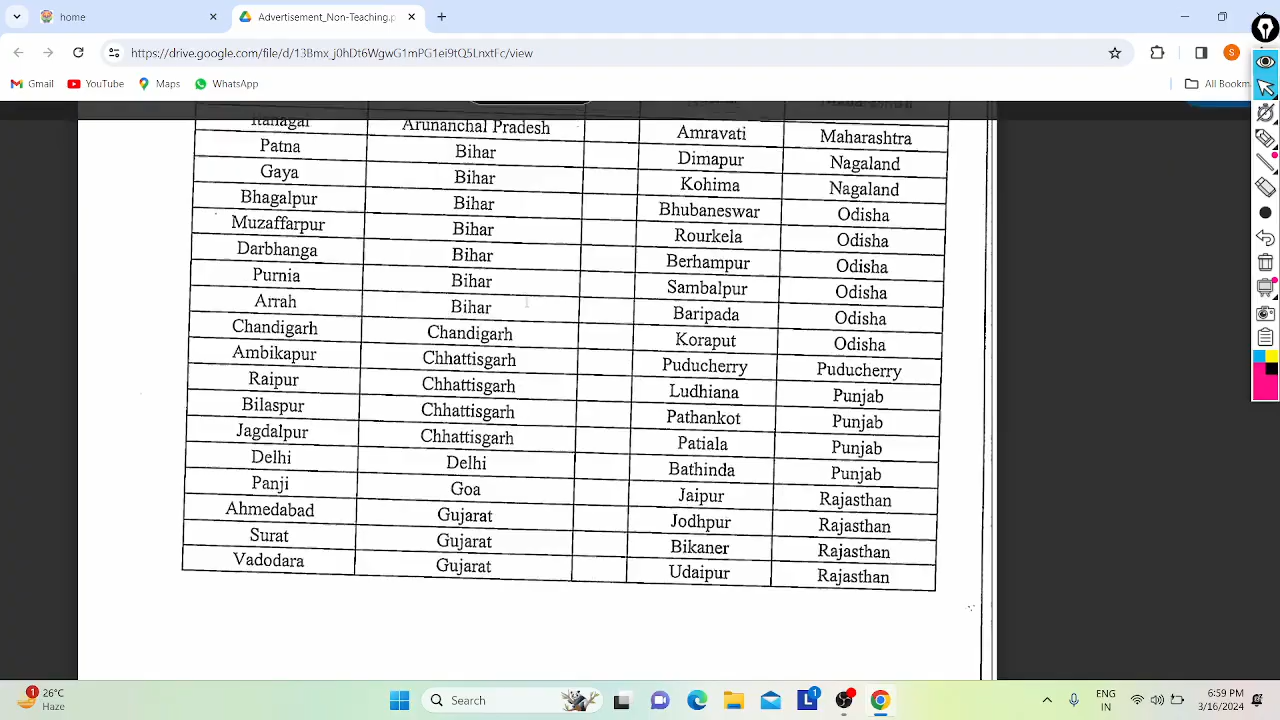 home
Advertisement_Non-Teaching.p
https://drive.google.com/file/d/13Bmx_j0hDt6WgwG1mPG1ei9tQ5LnxtFc/view
S
Gmail YouTube Maps WhatsApp All Bookm
Itanagar Arunanchal Pradesh Amravati Maharashtra
Patna Bihar Dimapur Nagaland
Gaya Bihar Kohima Nagaland
Bhagalpur Bihar Bhubaneswar Odisha
Muzaffarpur Bihar Rourkela Odisha
Darbhanga Bihar Berhampur Odisha
Purnia Bihar Sambalpur Odisha
Arrah Bihar Baripada Odisha
Chandigarh Chandigarh Koraput Odisha
Ambikapur Chhattisgarh Puducherry Puducherry
Raipur Chhattisgarh Ludhiana Punjab
Bilaspur Chhattisgarh Pathankot Punjab
Jagdalpur Chhattisgarh Patiala Punjab
Delhi Delhi Bathinda Punjab
Panji Goa Jaipur Rajasthan
Ahmedabad Gujarat Jodhpur Rajasthan
Surat Gujarat Bikaner Rajasthan
Vadodara Gujarat Udaipur Rajasthan
1 26°C
Haze
Search
L 1
ENG
IN
6:59 PM
3/16/2024